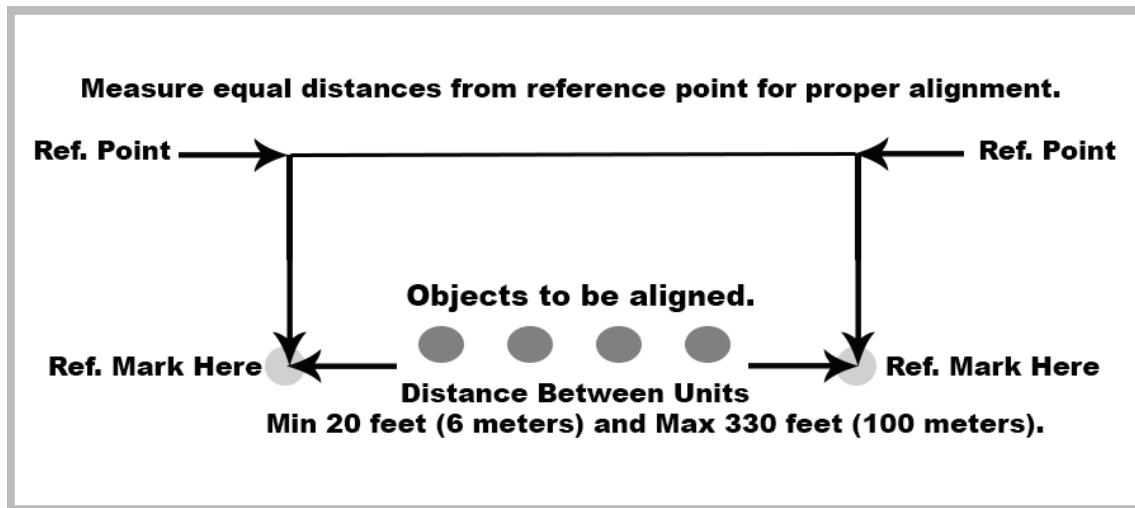 Measure equal distances from reference point for proper alignment.
Ref. Point
Ref. Point
Objects to be aligned.
Ref. Mark Here
Ref. Mark Here
Distance Between Units
Min 20 feet (6 meters) and Max 330 feet (100 meters).